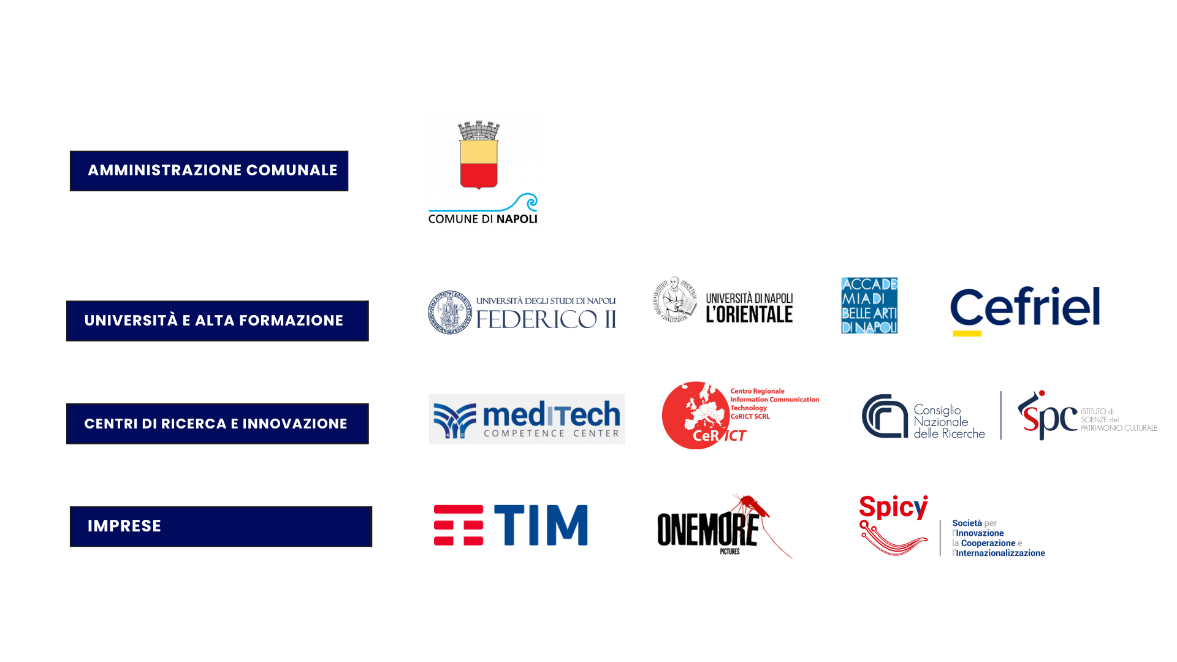 AMMINISTRAZIONE COMUNALE
COMUNE DI NAPOLI
UNIVERSITÀ E ALTA FORMAZIONE
UNIVERSITÀ DEGLI STUDI DI NAPOLI
FEDERICO II
UNIVERSITÀ DI NAPOLI
L'ORIENTALE
ACCADE
MIA DI
BELLE ARTI
DI NAPOLI
Cefriel
CENTRI DI RICERCA E INNOVAZIONE
medITech
COMPETENCE CENTER
Centro Regionale
Information Communication
Technology
CeRICT SCRL
CeRICT
Consiglio
Nazionale
delle Ricerche
spc
ISTITUTO di
SCIENZE del
PATRIMONIO CULTURALE
IMPRESE
TIM
ONEMORE
PICTURES
Spicy
Società per
l'Innovazione
la Cooperazione e
l'Internazionalizzazione